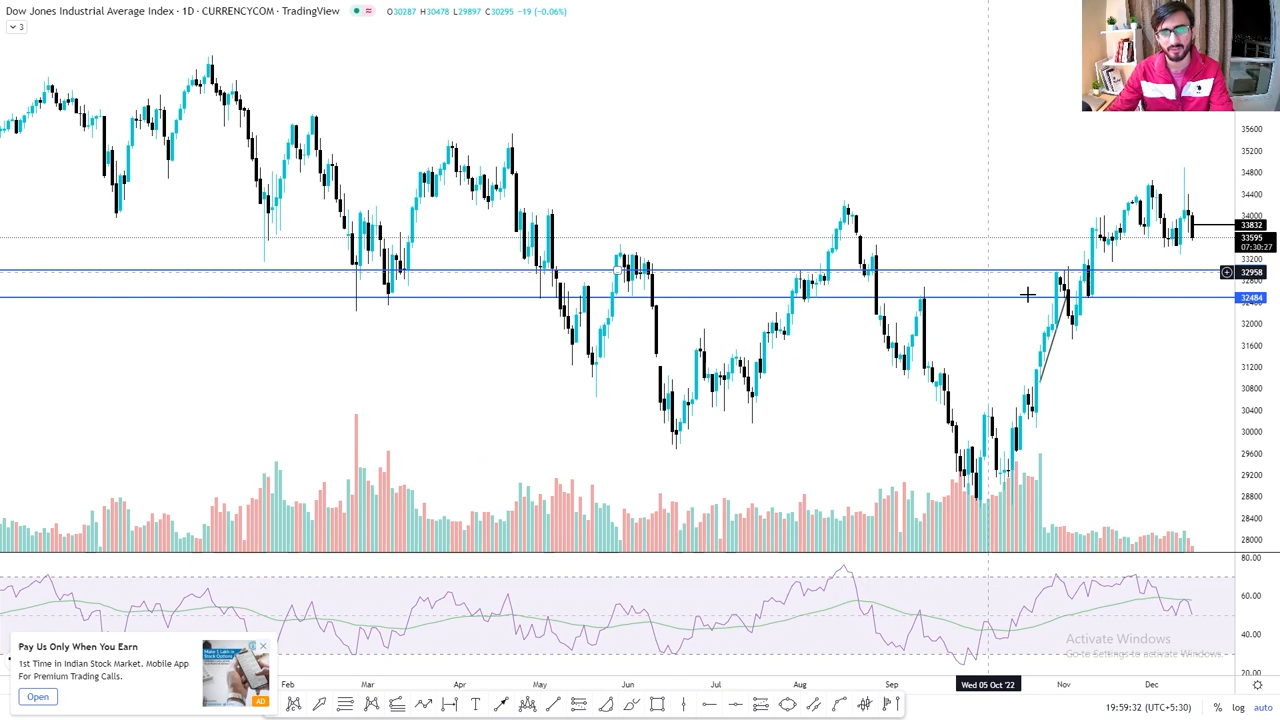 Dow Jones Industrial Average Index · 1D · CURRENCYCOM · TradingView O30287 H30478 L29897 C30295 -19 (-0.06%)
3
35600
35200
34800
34400
34000
33832
33595
07:30:27
33200
32958
32800
32484
32000
31600
31200
30800
30400
30000
29600
29200
28800
28400
28000
80.00
60.00
40.00
20.00
Activate Windows
Go to Settings to activate Windows.
Pay Us Only When You Earn
1st Time in Indian Stock Market. Mobile App
For Premium Trading Calls.
Open
AD
Feb Mar Apr May Jun Jul Aug Sep Wed 05 Oct '22 Nov Dec
19:59:32 (UTC+5:30) % log auto